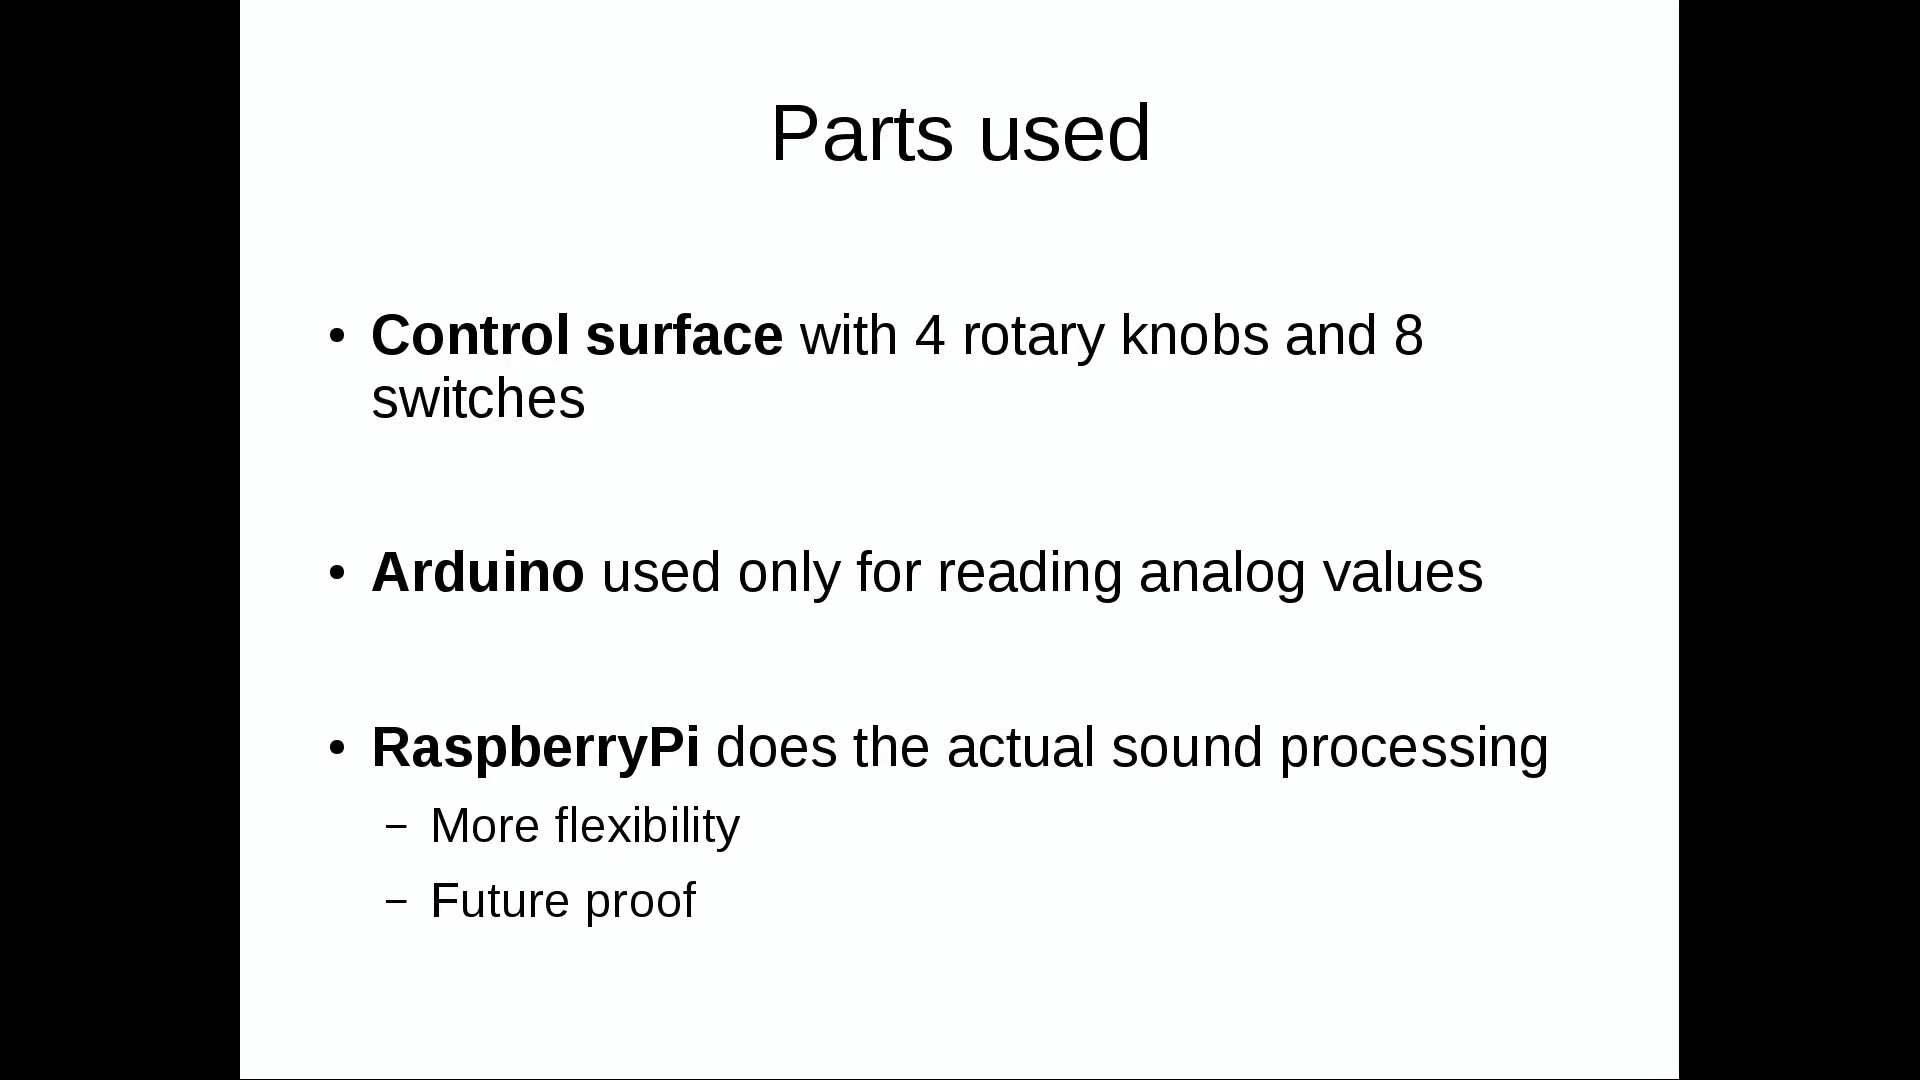 Parts used
• Control surface with 4 rotary knobs and 8
switches
• Arduino used only for reading analog values
• RaspberryPi does the actual sound processing
– More flexibility
– Future proof